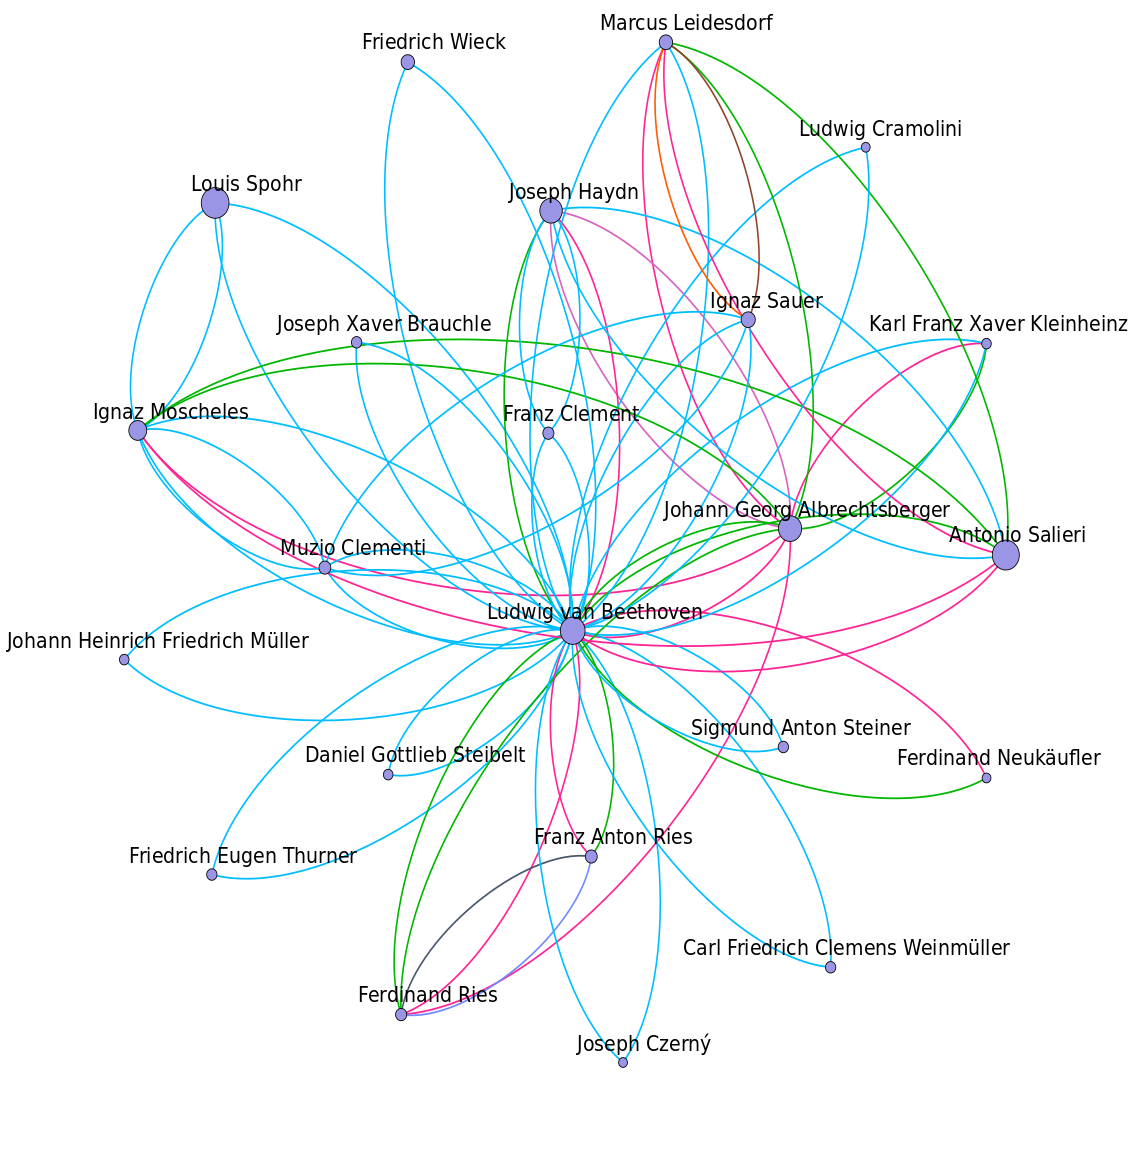 Marcus Leidesdorf
Friedrich Wieck
Ludwig Cramolini
Louis Spohr
Joseph Haydn
Ignaz Sauer
Joseph Xaver Brauchle
Karl Franz Xaver Kleinheinz
Ignaz Moscheles
Franz Clement
Johann Georg Albrechtsberger
Antonio Salieri
Muzio Clementi
Ludwig van Beethoven
Johann Heinrich Friedrich Müller
Sigmund Anton Steiner
Daniel Gottlieb Steibelt
Ferdinand Neukäufler
Franz Anton Ries
Friedrich Eugen Thurner
Carl Friedrich Clemens Weinmüller
Ferdinand Ries
Joseph Czerný